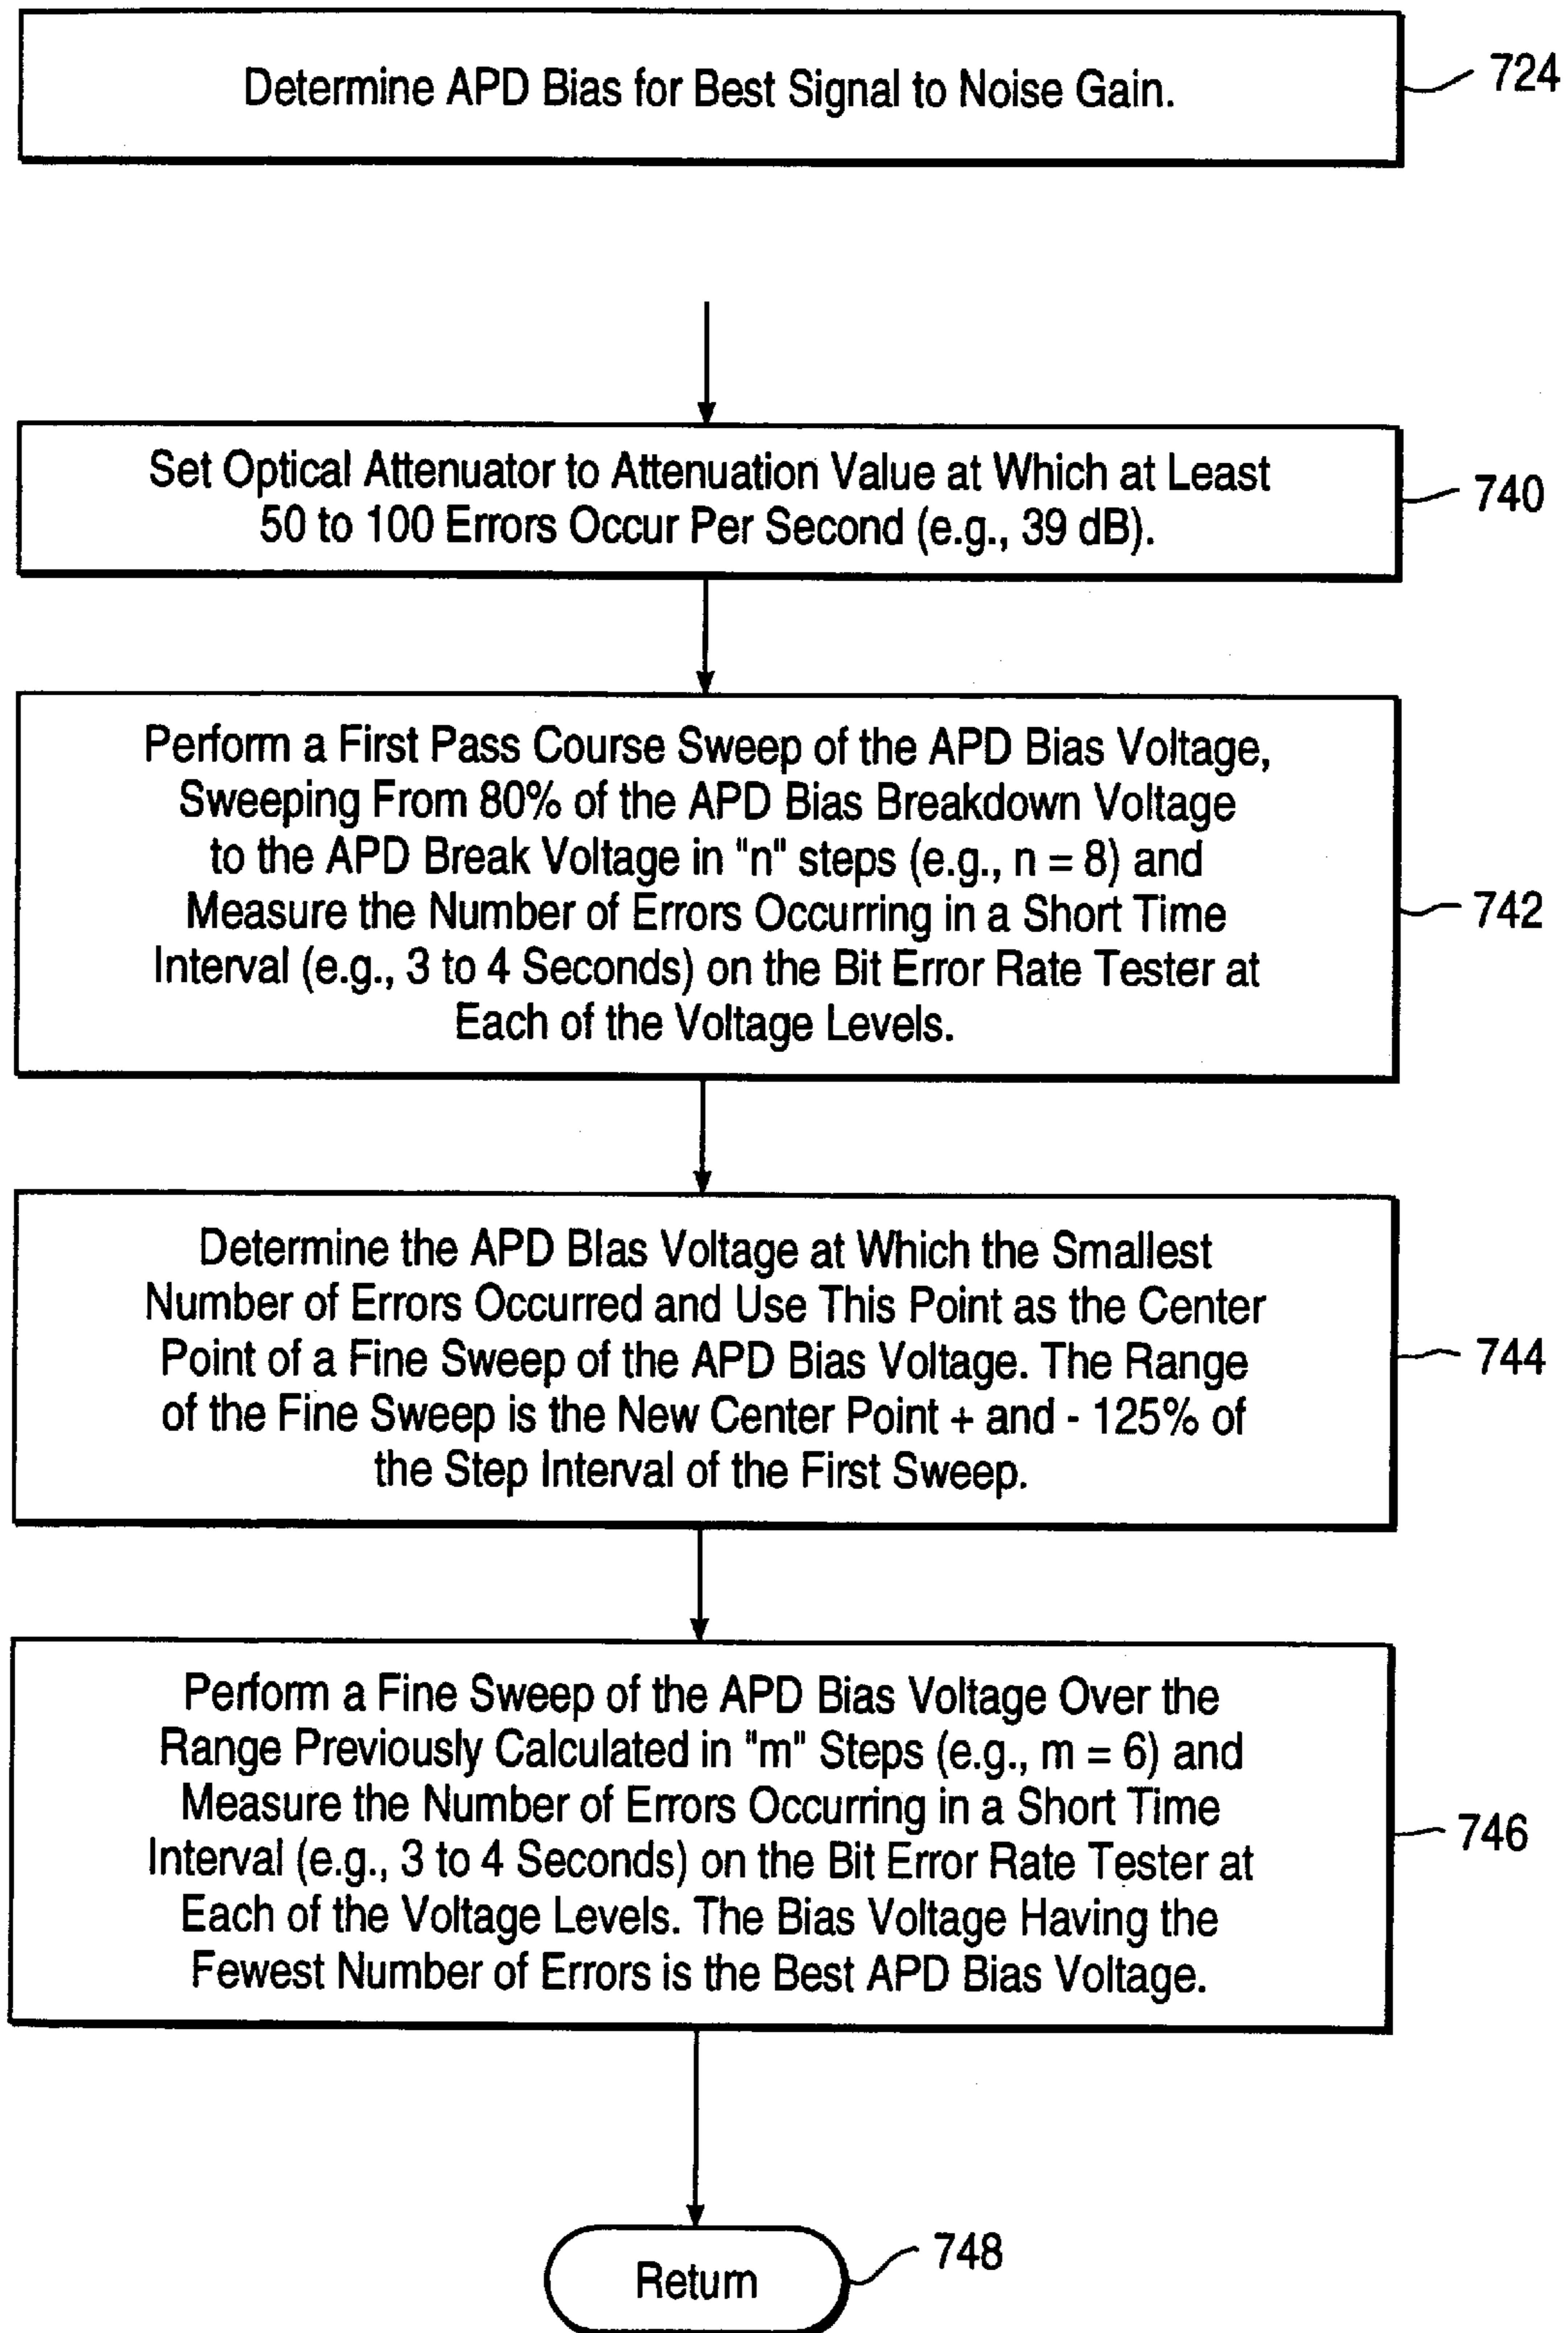 Determine APD Bias for Best Signal to Noise Gain.
724
Set Optical Attenuator to Attenuation Value at Which at Least
50 to 100 Errors Occur Per Second (e.g., 39 dB).
740
Perform a First Pass Course Sweep of the APD Bias Voltage,
Sweeping From 80% of the APD Bias Breakdown Voltage
to the APD Break Voltage in "n" steps (e.g., n = 8) and
Measure the Number of Errors Occurring in a Short Time
Interval (e.g., 3 to 4 Seconds) on the Bit Error Rate Tester at
Each of the Voltage Levels.
742
Determine the APD BIas Voltage at Which the Smallest
Number of Errors Occurred and Use This Point as the Center
Point of a Fine Sweep of the APD Bias Voltage. The Range
of the Fine Sweep is the New Center Point + and - 125% of
the Step Interval of the First Sweep.
744
Perform a Fine Sweep of the APD Bias Voltage Over the
Range Previously Calculated in "m" Steps (e.g., m = 6) and
Measure the Number of Errors Occurring in a Short Time
Interval (e.g., 3 to 4 Seconds) on the Bit Error Rate Tester at
Each of the Voltage Levels. The Bias Voltage Having the
Fewest Number of Errors is the Best APD Bias Voltage.
746
Return
748